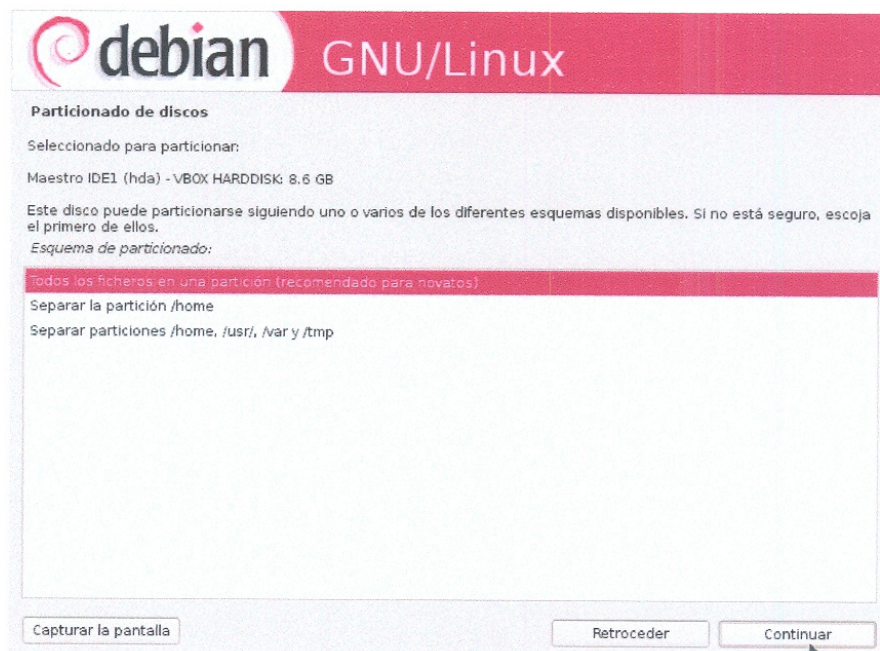 debian GNU/Linux
Particionado de discos
Seleccionado para particionar:
Maestro IDE1 (hda) - VBOX HARDDISK: 8.6 GB
Este disco puede particionarse siguiendo uno o varios de los diferentes esquemas disponibles. Si no está seguro, escoja
el primero de ellos.
Esquema de particionado:
Todos los ficheros en una partición (recomendado para novatos)
Separar la partición /home
Separar particiones /home, /usr/, /var y /tmp
Capturar la pantalla
Retroceder
Continuar